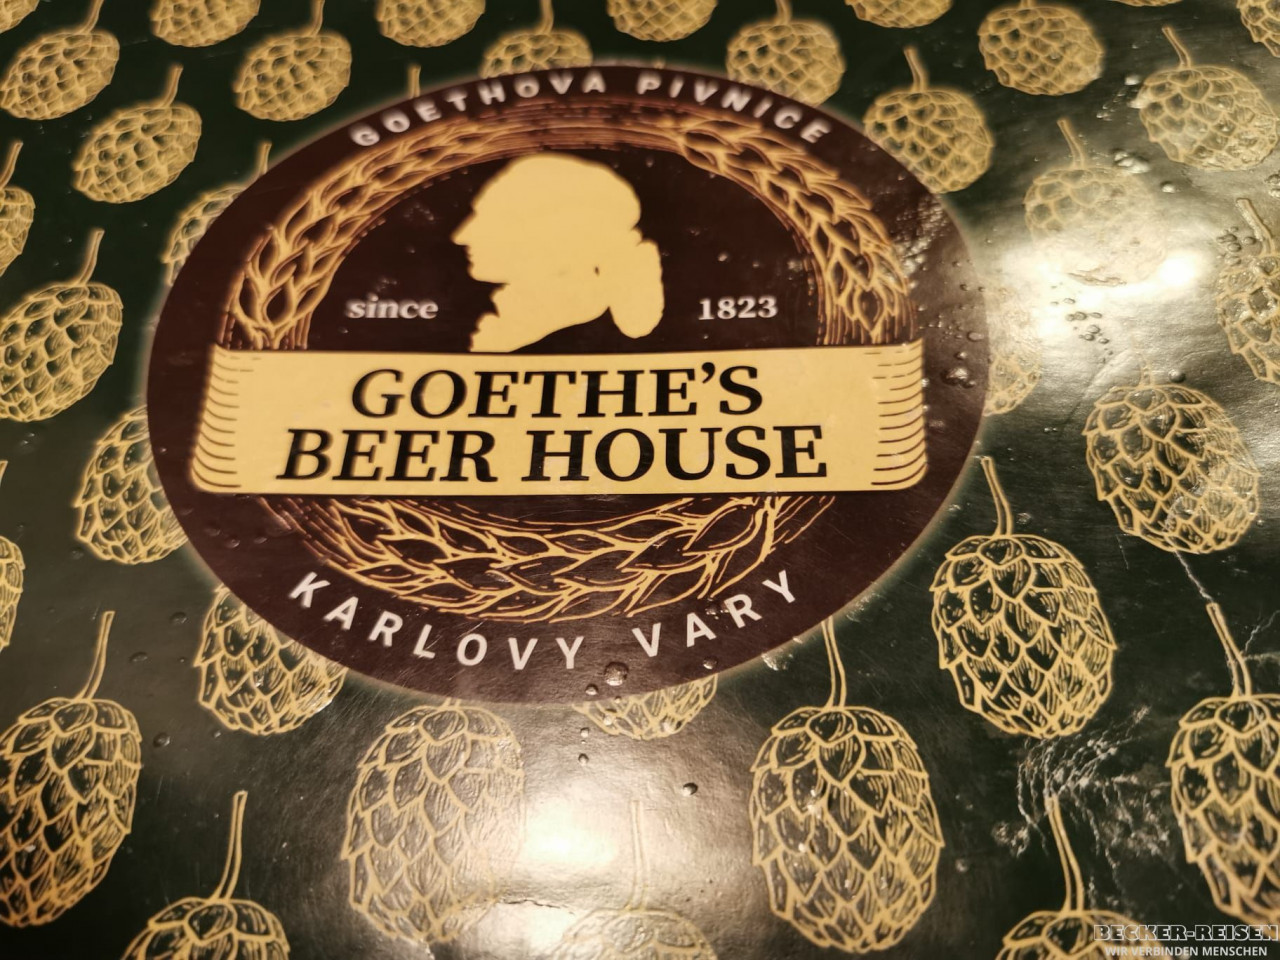 GOETHOVA PIVNICE
since 1823
GOETHE'S
BEER HOUSE
KARLOVY VARY
BECKER-REISEN
WIR VERBINDEN MENSCHEN